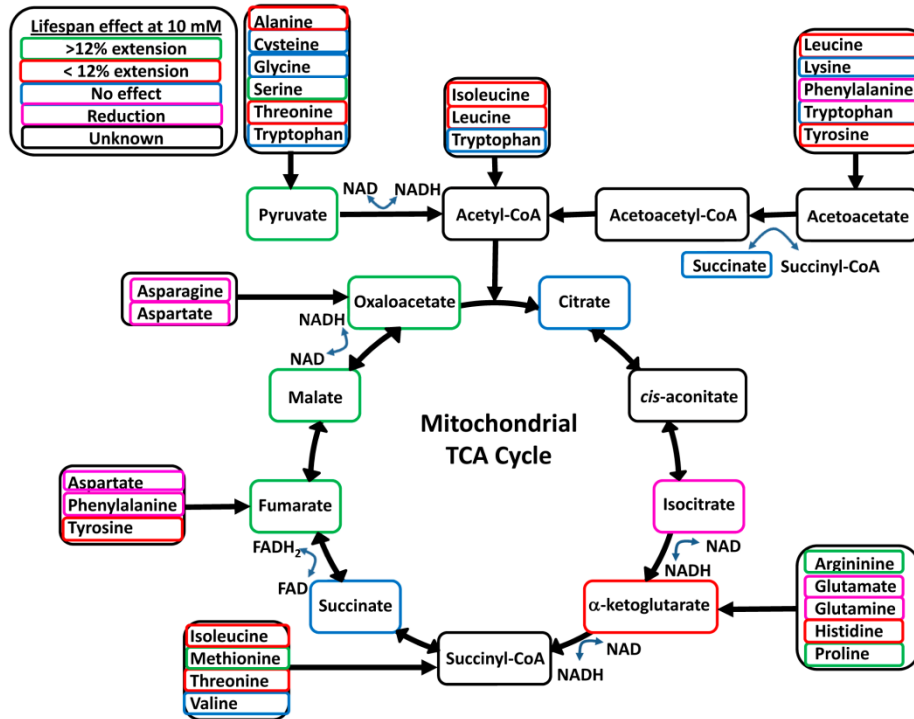 Lifespan effect at 10 mM
>12% extension
< 12% extension
No effect
Reduction
Unknown
Alanine
Cysteine
Glycine
Serine
Threonine
Tryptophan
Isoleucine
Leucine
Tryptophan
Leucine
Lysine
Phenylalanine
Tryptophan
Tyrosine
Pyruvate
NAD
NADH
Acetyl-CoA
Acetoacetyl-CoA
Acetoacetate
Succinate
Succinyl-CoA
Asparagine
Aspartate
Oxaloacetate
Citrate
NADH
NAD
Malate
cis-aconitate
Mitochondrial
TCA Cycle
Aspartate
Phenylalanine
Tyrosine
Fumarate
Isocitrate
FADH₂
FAD
NAD
NADH
Succinate
α-ketoglutarate
Argininine
Glutamate
Glutamine
Histidine
Proline
Isoleucine
Methionine
Threonine
Valine
Succinyl-CoA
NAD
NADH